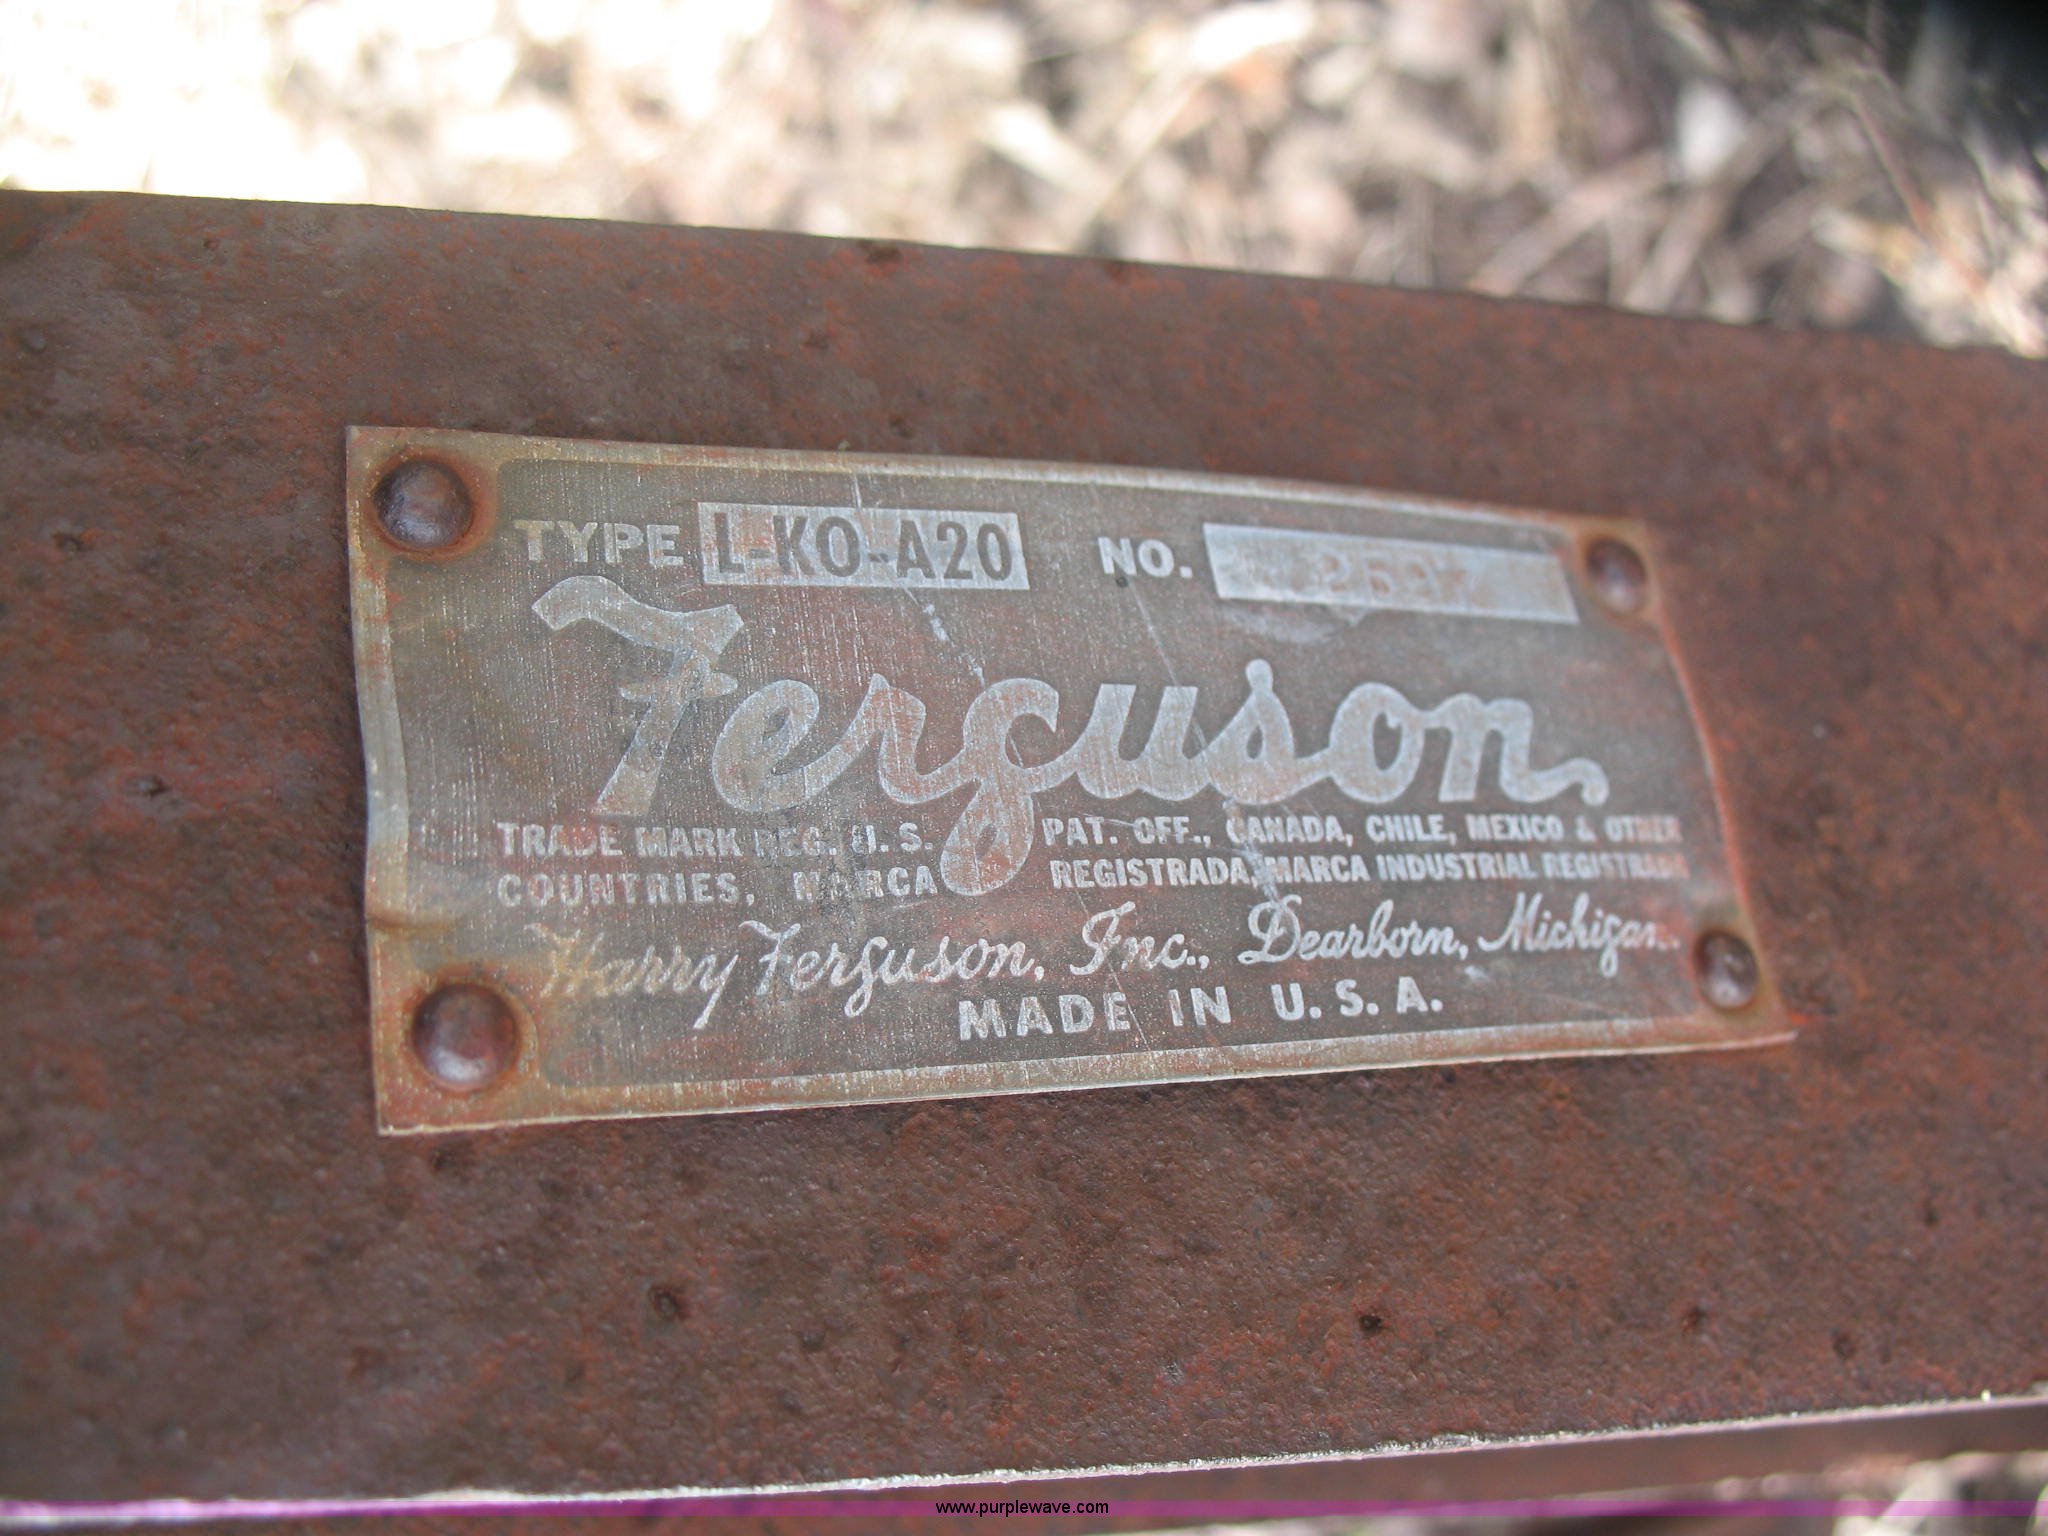 TYPE L-KO-A20 NO.
Ferguson
TRADE MARK REG. U. S. PAT. OFF., CANADA, CHILE, MEXICO & OTHER
COUNTRIES, MARCA REGISTRADA, MARCA INDUSTRIAL REGISTRADA
Harry Ferguson, Inc., Dearborn, Michigan.
MADE IN U. S. A.
www.purplewave.com